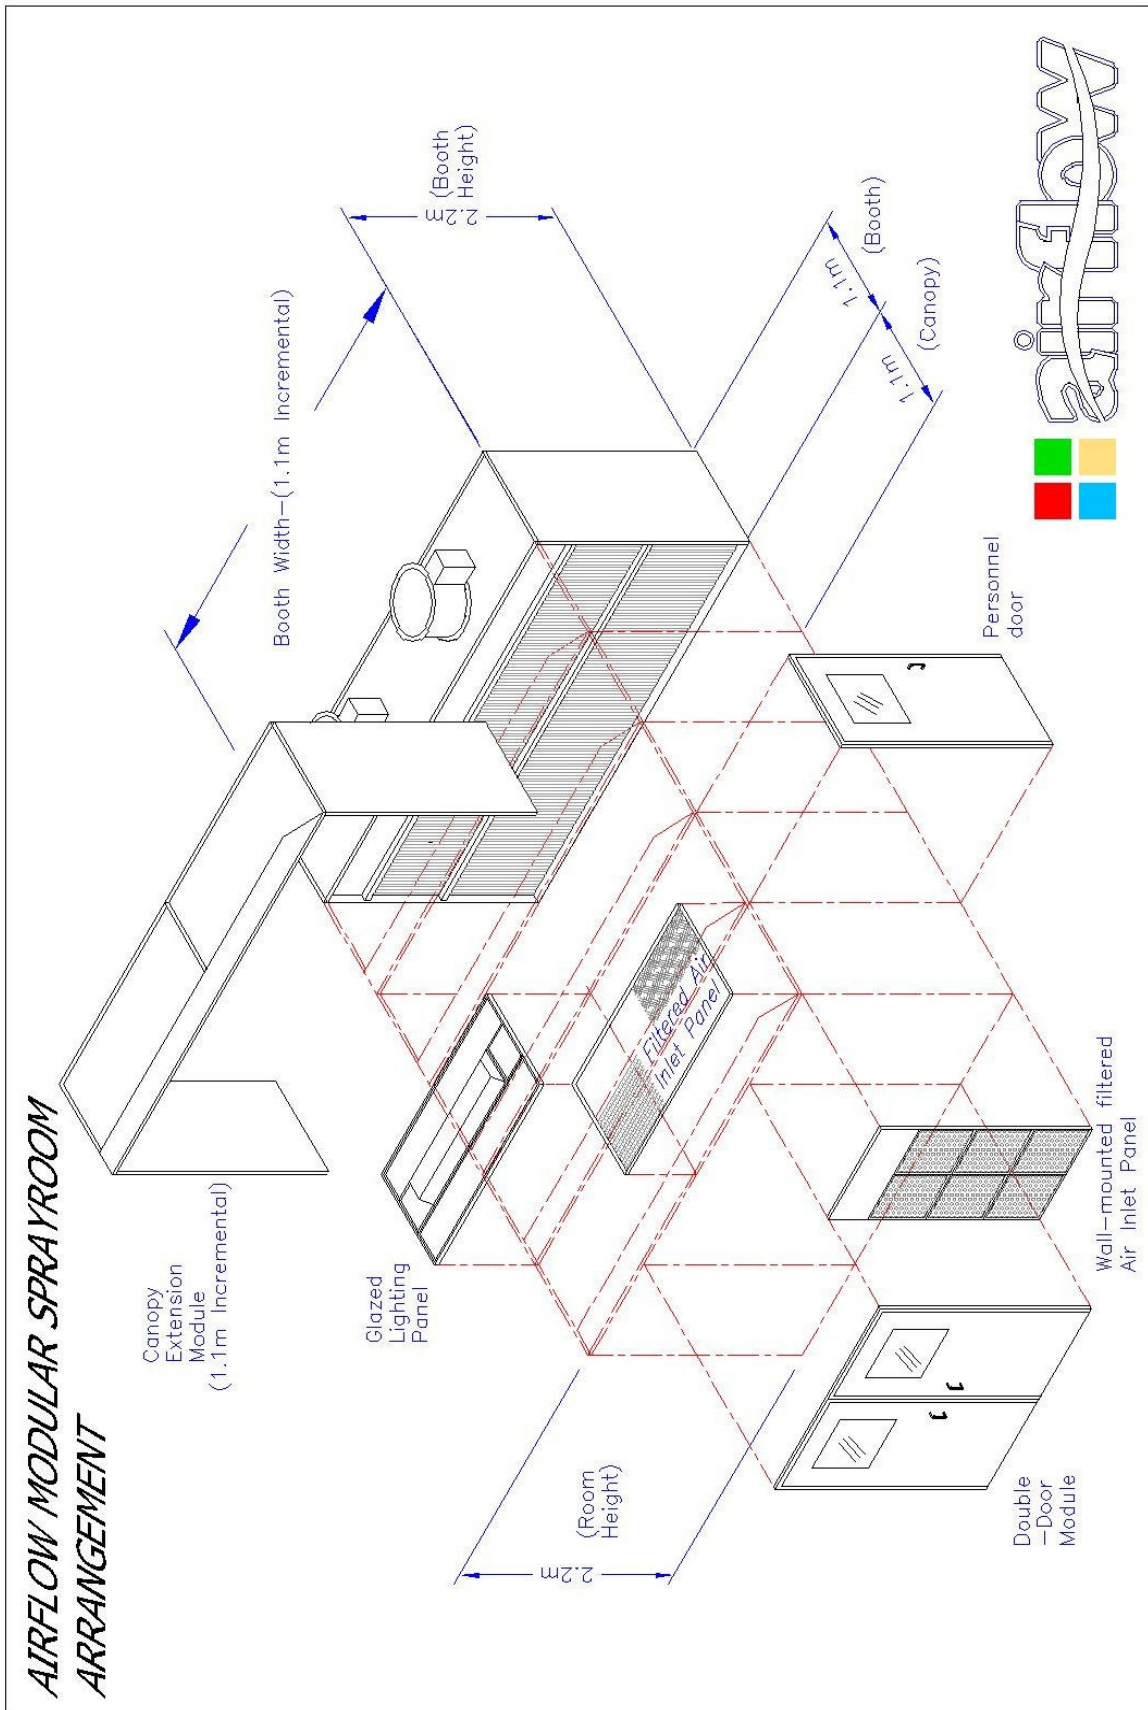 AIRFLOW MODULAR SPRAYROOM
ARRANGEMENT
Canopy
Extension
Module
(1.1m Incremental)
Booth Width-(1.1m Incremental)
2.2m
(Booth
Height)
Glazed
Lighting
Panel
Filtered Air
Inlet Panel
1.1m
(Booth)
1.1m
(Canopy)
2.2m
(Room
Height)
Personnel
door
Double
-Door
Module
Wall-mounted filtered
Air Inlet Panel
airflow